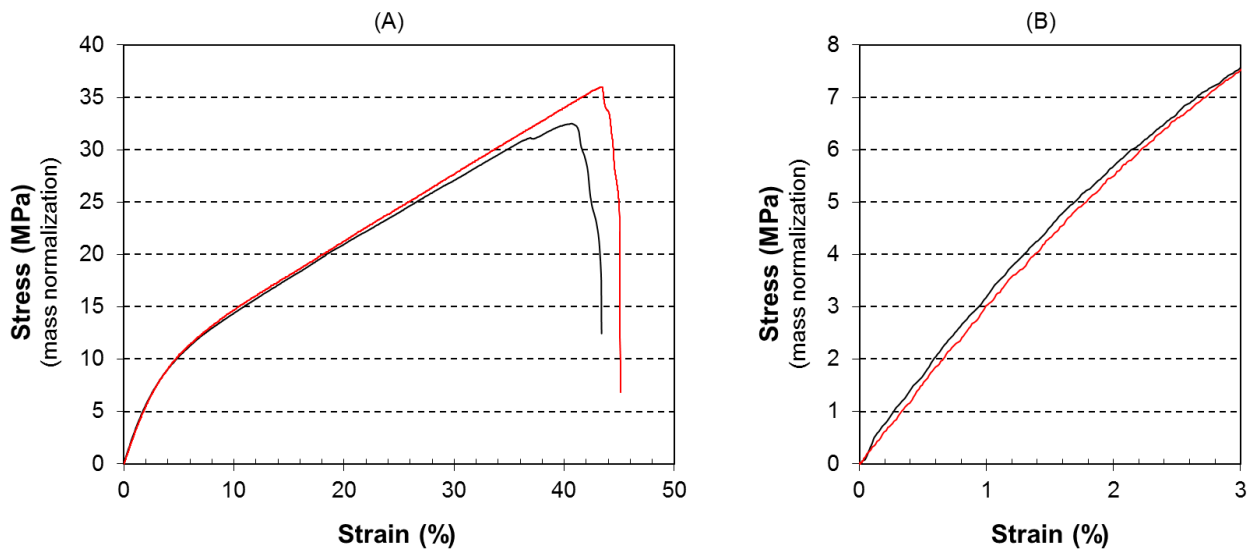 (A)
40
35
30
25
20
15
10
5
0
0 10 20 30 40 50
Stress (MPa)
(mass normalization)
Strain (%)
(B)
8
7
6
5
4
3
2
1
0
0 1 2 3
Stress (MPa)
(mass normalization)
Strain (%)